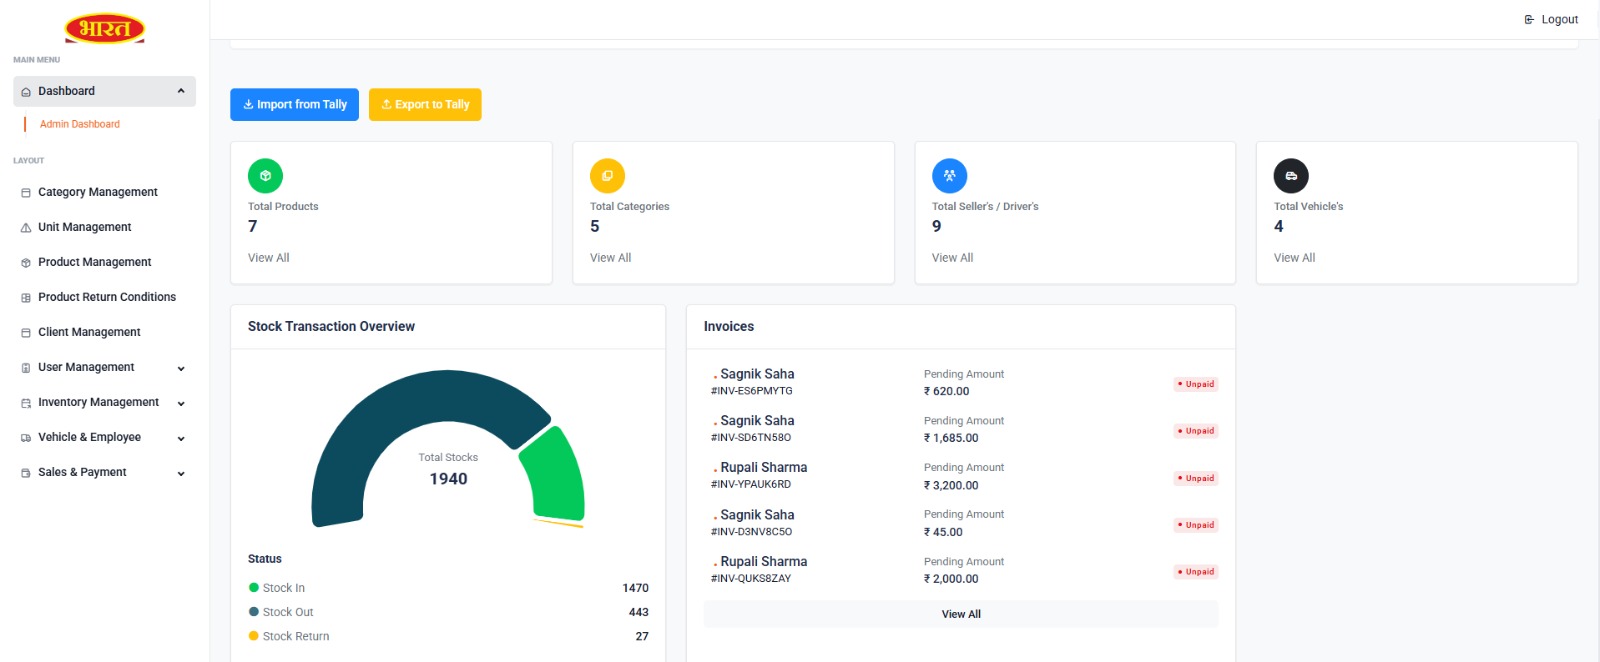 भारत
Logout
MAIN MENU
Dashboard
Admin Dashboard
LAYOUT
Category Management
Unit Management
Product Management
Product Return Conditions
Client Management
User Management
Inventory Management
Vehicle & Employee
Sales & Payment
Import from Tally
Export to Tally
Total Products
7
View All
Total Categories
5
View All
Total Seller's / Driver's
9
View All
Total Vehicle's
4
View All
Stock Transaction Overview
Total Stocks
1940
Status
Stock In 1470
Stock Out 443
Stock Return 27
Invoices
. Sagnik Saha Pending Amount
#INV-ES6PMYTG ₹ 620.00 • Unpaid
. Sagnik Saha Pending Amount
#INV-SD6TN58O ₹ 1,685.00 • Unpaid
. Rupali Sharma Pending Amount
#INV-YPAUK6RD ₹ 3,200.00 • Unpaid
. Sagnik Saha Pending Amount
#INV-D3NV8C5O ₹ 45.00 • Unpaid
. Rupali Sharma Pending Amount
#INV-QUKS8ZAY ₹ 2,000.00 • Unpaid
View All